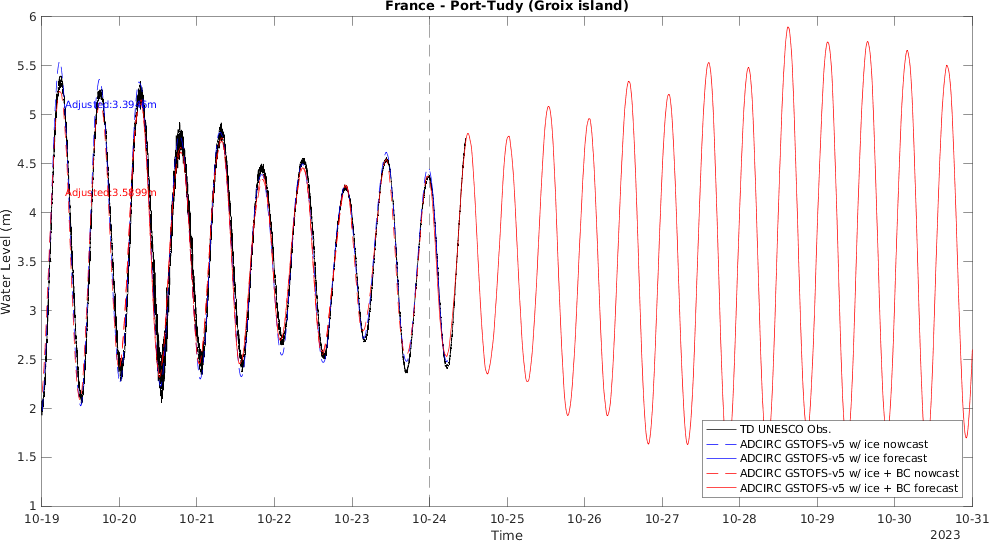 France - Port-Tudy (Groix island)
Water Level (m)
6
5.5
5
4.5
4
3.5
3
2.5
2
1.5
1
Adjusted:3.5899m
TD UNESCO Obs.
ADCIRC GSTOFS-v5 w/ ice nowcast
ADCIRC GSTOFS-v5 w/ ice forecast
ADCIRC GSTOFS-v5 w/ ice + BC nowcast
ADCIRC GSTOFS-v5 w/ ice + BC forecast
10-19
10-20
10-21
10-22
10-23
10-24
10-25
10-26
10-27
10-28
10-29
10-30
10-31
Time
2023